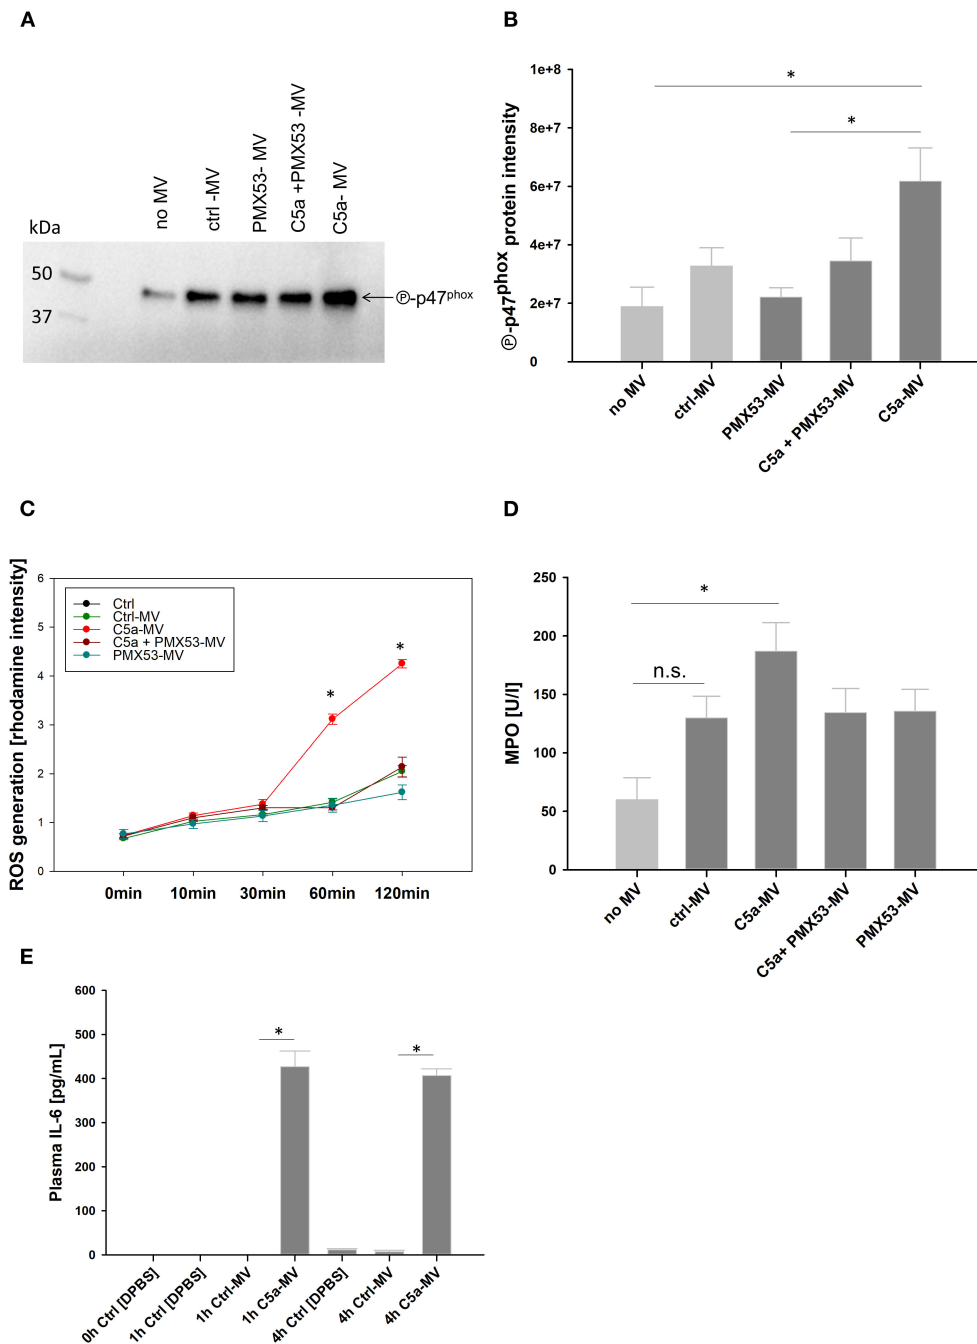 A
no MV
ctrl -MV
PMX53- MV
C5a +PMX53 -MV
C5a- MV
kDa
50
37
Ⓟ-p47phox
B
Ⓟ-p47phox protein intensity
1e+8
8e+7
6e+7
4e+7
2e+7
0
*
*
no MV
ctrl-MV
PMX53-MV
C5a + PMX53-MV
C5a-MV
C
ROS generation [rhodamine intensity]
6
5
4
3
2
1
0
Ctrl
Ctrl-MV
C5a-MV
C5a + PMX53-MV
PMX53-MV
*
*
0min
10min
30min
60min
120min
D
MPO [U/l]
250
200
150
100
50
0
*
n.s.
no MV
ctrl-MV
C5a-MV
C5a+ PMX53-MV
PMX53-MV
E
Plasma IL-6 [pg/mL]
600
500
400
300
200
100
0
*
*
0h Ctrl [DPBS]
1h Ctrl [DPBS]
1h Ctrl-MV
1h C5a-MV
4h Ctrl [DPBS]
4h Ctrl-MV
4h C5a-MV